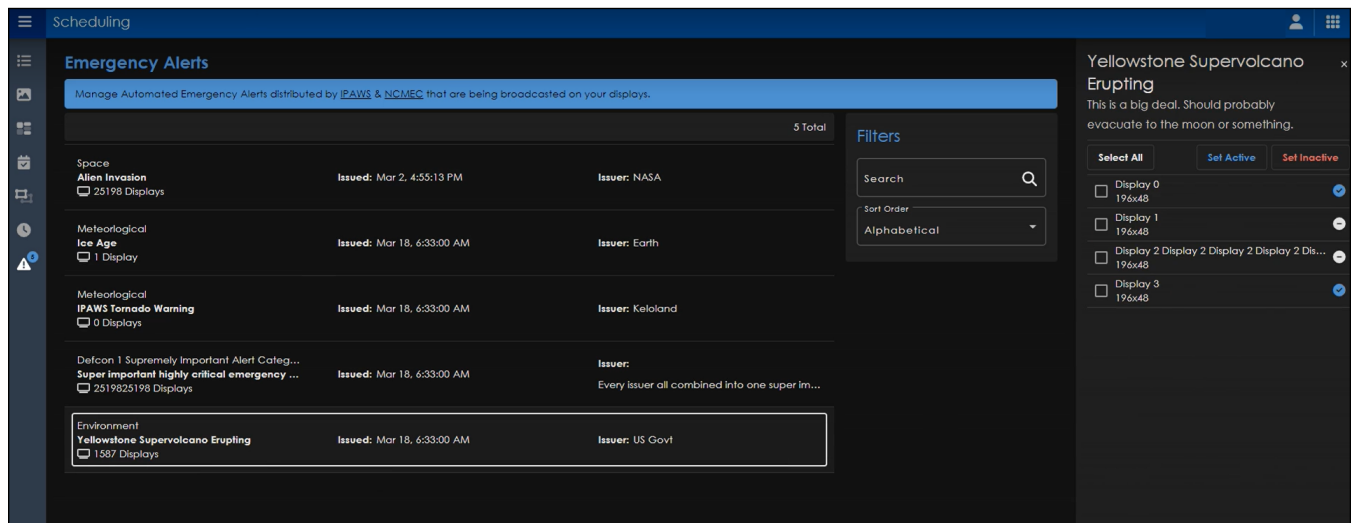 Scheduling
Emergency Alerts
Manage Automated Emergency Alerts distributed by IPAWS & NCMEC that are being broadcasted on your displays.
5 Total
Space
Alien Invasion
25198 Displays
Issued: Mar 2, 4:55:13 PM
Issuer: NASA
Meteorlogical
Ice Age
1 Display
Issued: Mar 18, 6:33:00 AM
Issuer: Earth
Meteorlogical
IPAWS Tornado Warning
0 Displays
Issued: Mar 18, 6:33:00 AM
Issuer: Keloland
Defcon 1 Supremely Important Alert Categ...
Super important highly critical emergency ...
2519825198 Displays
Issued: Mar 18, 6:33:00 AM
Issuer:
Every issuer all combined into one super im...
Environment
Yellowstone Supervolcano Erupting
1587 Displays
Issued: Mar 18, 6:33:00 AM
Issuer: US Govt
Filters
Search
Sort Order
Alphabetical
Yellowstone Supervolcano
Erupting
This is a big deal. Should probably
evacuate to the moon or something.
Select All
Set Active
Set Inactive
Display 0
196x48
Display 1
196x48
Display 2 Display 2 Display 2 Display 2 Dis...
196x48
Display 3
196x48